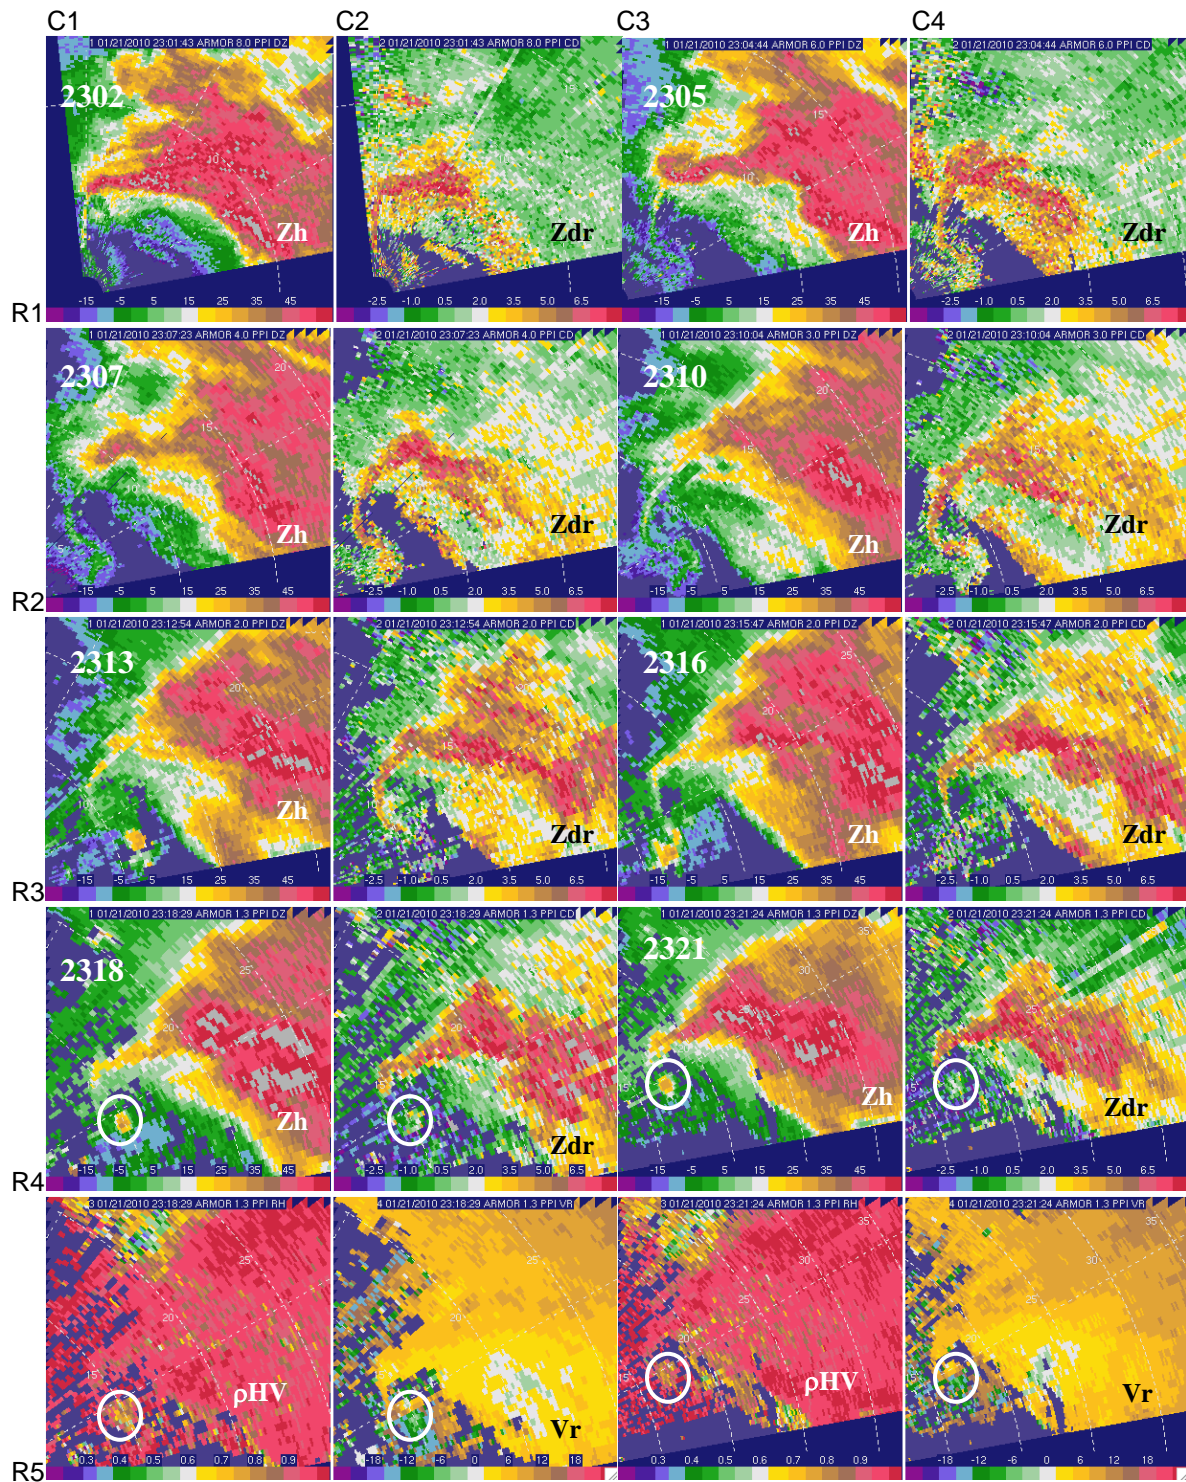 C1 C2 C3 C4
1 01/21/2010 23:01:43 ARMOR 8.0 PPI DZ
2 01/21/2010 23:01:43 ARMOR 8.0 PPI CD
1 01/21/2010 23:04:44 ARMOR 6.0 PPI DZ
2 01/21/2010 23:04:44 ARMOR 6.0 PPI CD
2302 2305
Zh Zdr Zh Zdr
-15 -5 5 15 25 35 45
-2.5 -1.0 0.5 2.0 3.5 5.0 6.5
-15 -5 5 15 25 35 45
-2.5 -1.0 0.5 2.0 3.5 5.0 6.5
R1
1 01/21/2010 23:07:23 ARMOR 4.0 PPI DZ
2 01/21/2010 23:07:23 ARMOR 4.0 PPI CD
1 01/21/2010 23:10:04 ARMOR 3.0 PPI DZ
2 01/21/2010 23:10:04 ARMOR 3.0 PPI CD
2307 2310
Zh Zdr Zh Zdr
-15 -5 5 15 25 35 45
-2.5 -1.0 0.5 2.0 3.5 5.0 6.5
-15 -5 5 15 25 35 45
-2.5 -1.0 0.5 2.0 3.5 5.0 6.5
R2
1 01/21/2010 23:12:54 ARMOR 2.0 PPI DZ
2 01/21/2010 23:12:54 ARMOR 2.0 PPI CD
1 01/21/2010 23:15:47 ARMOR 2.0 PPI DZ
2 01/21/2010 23:15:47 ARMOR 2.0 PPI CD
2313 2316
Zh Zdr Zh Zdr
-15 -5 5 15 25 35 45
-2.5 -1.0 0.5 2.0 3.5 5.0 6.5
-15 -5 5 15 25 35 45
-2.5 -1.0 0.5 2.0 3.5 5.0 6.5
R3
1 01/21/2010 23:18:29 ARMOR 1.3 PPI DZ
2 01/21/2010 23:18:29 ARMOR 1.3 PPI CD
1 01/21/2010 23:21:24 ARMOR 1.3 PPI DZ
2 01/21/2010 23:21:24 ARMOR 1.3 PPI CD
2318 2321
Zh Zdr Zh Zdr
-15 -5 5 15 25 35 45
-2.5 -1.0 0.5 2.0 3.5 5.0 6.5
-15 -5 5 15 25 35 45
-2.5 -1.0 0.5 2.0 3.5 5.0 6.5
R4
3 01/21/2010 23:18:29 ARMOR 1.3 PPI RH
4 01/21/2010 23:18:29 ARMOR 1.3 PPI VR
3 01/21/2010 23:21:24 ARMOR 1.3 PPI RH
4 01/21/2010 23:21:24 ARMOR 1.3 PPI VR
ρHV Vr ρHV Vr
0.3 0.4 0.5 0.6 0.7 0.8 0.9
-18 -12 -6 0 6 12 18
0.3 0.4 0.5 0.6 0.7 0.8 0.9
-18 -12 -6 0 6 12 18
R5